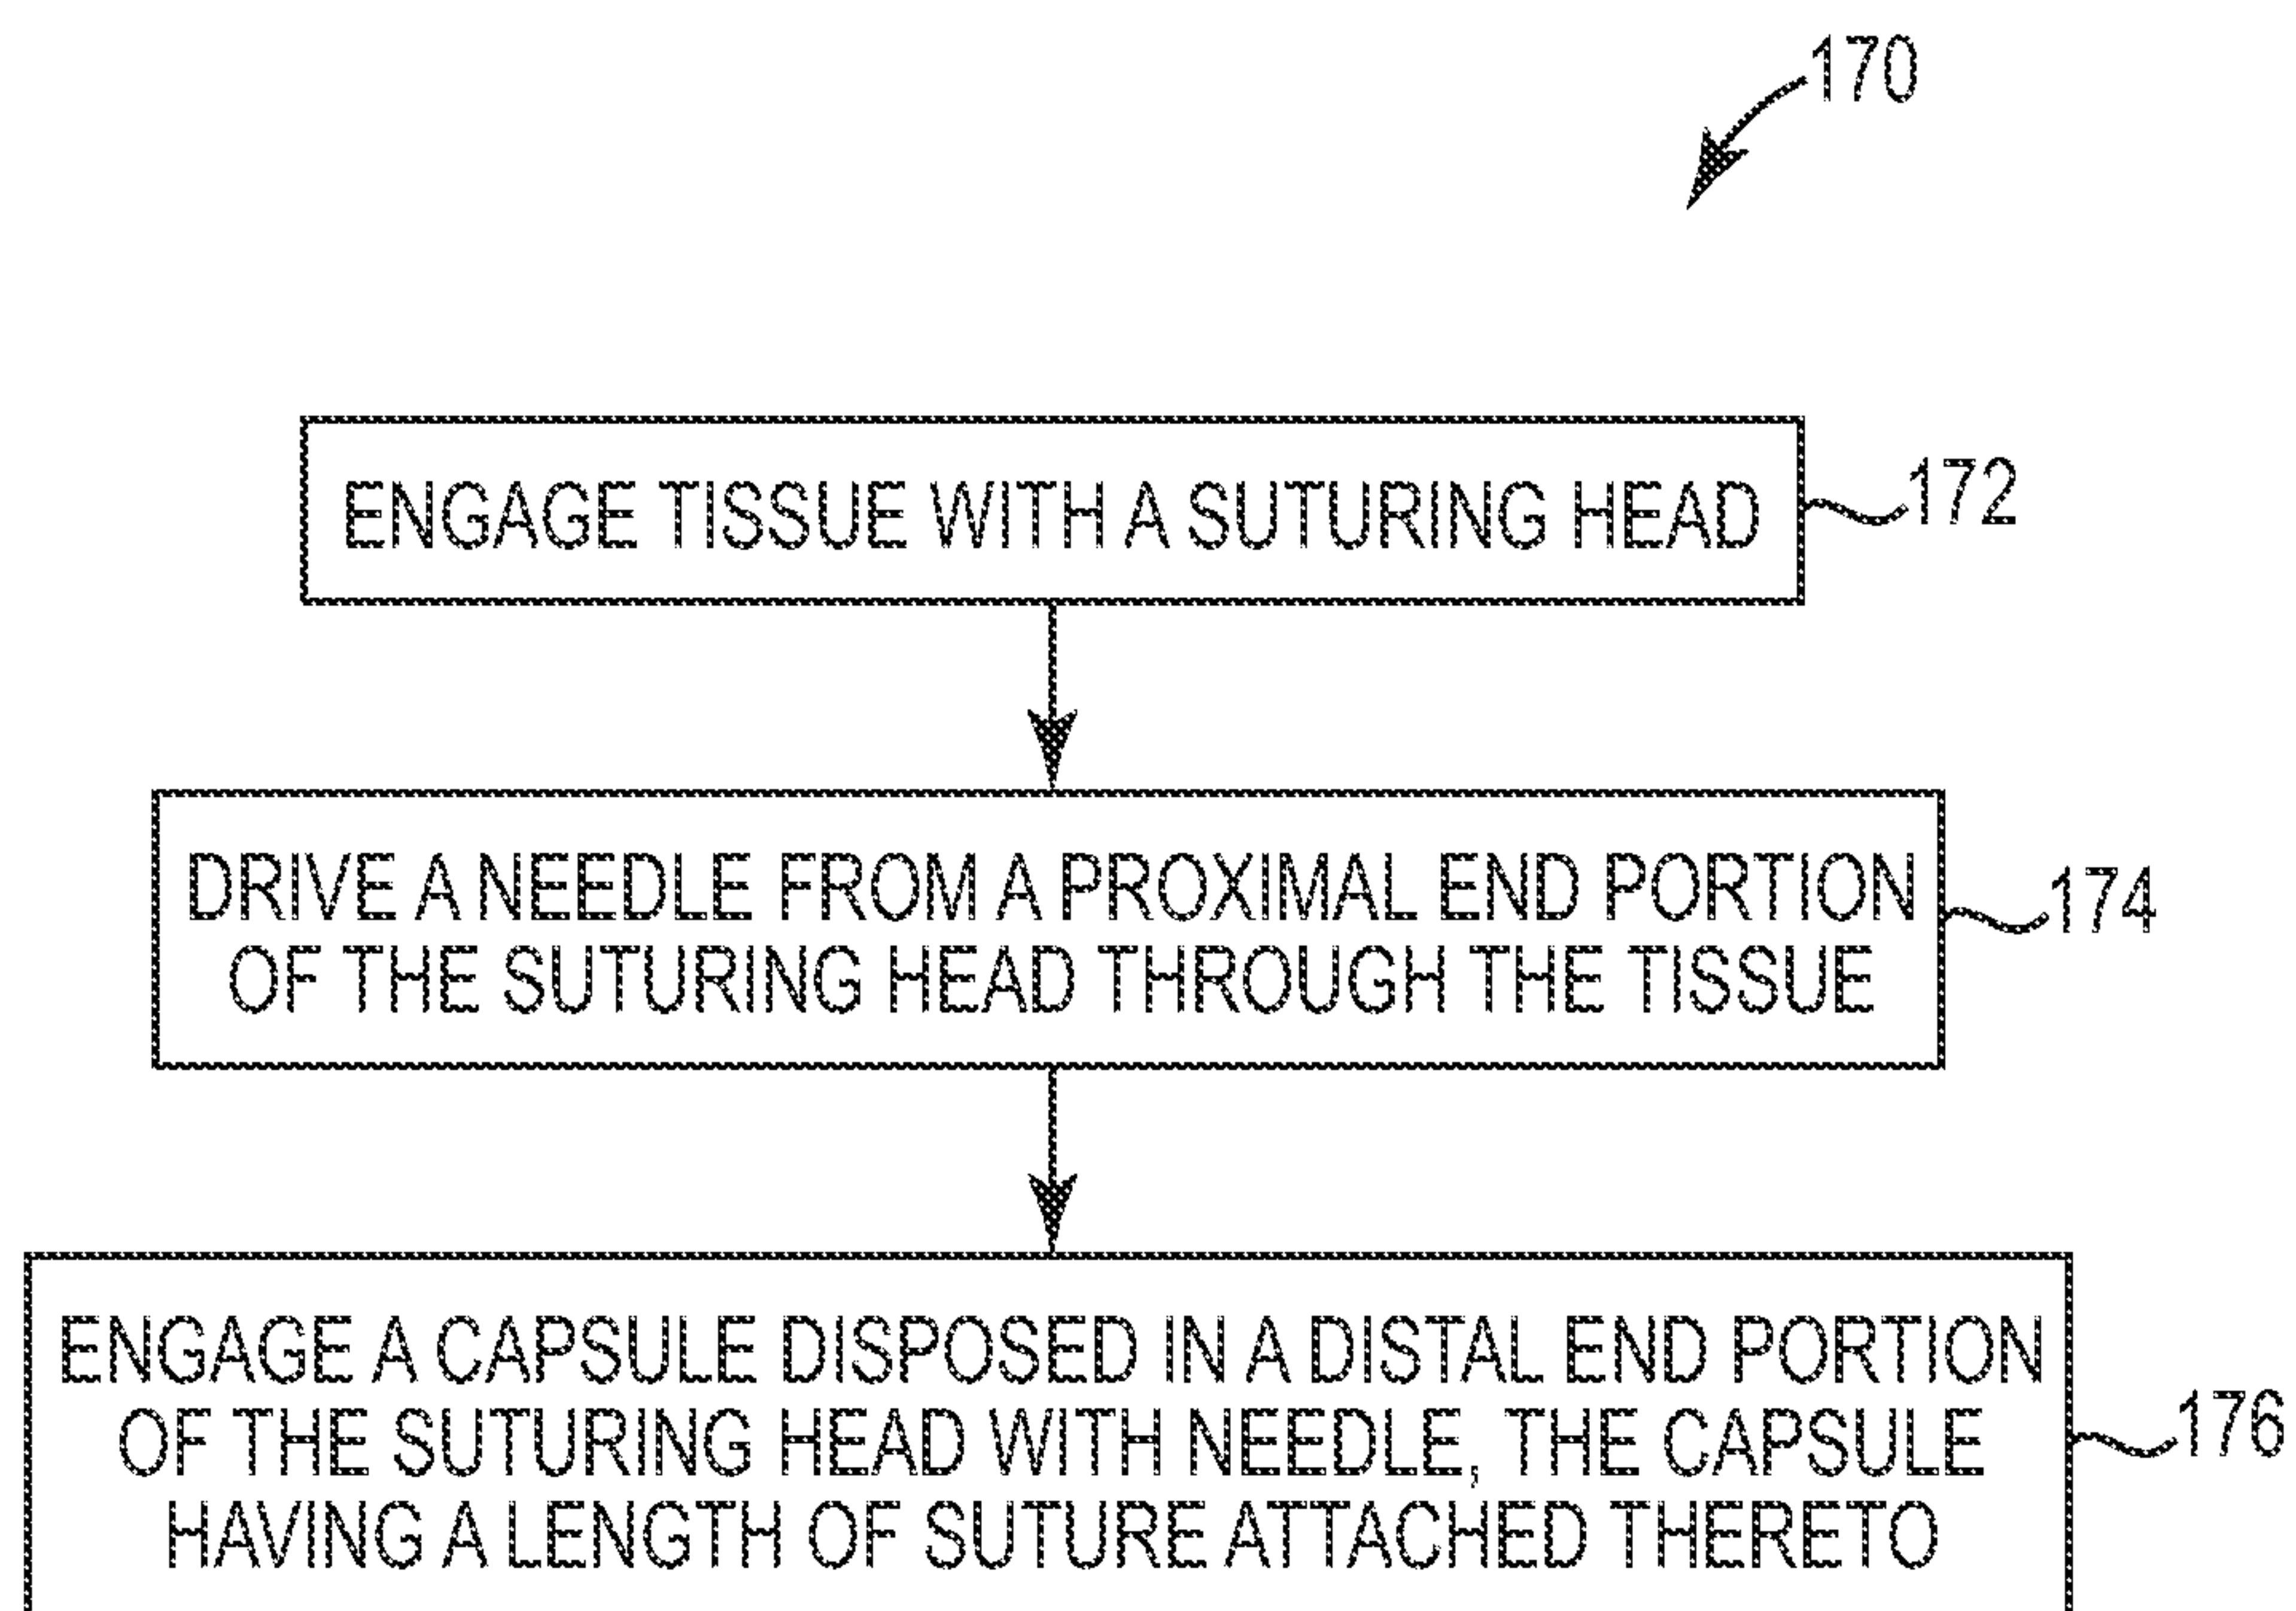 170
ENGAGE TISSUE WITH A SUTURING HEAD
172
DRIVE A NEEDLE FROM A PROXIMAL END PORTION
OF THE SUTURING HEAD THROUGH THE TISSUE
174
ENGAGE A CAPSULE DISPOSED IN A DISTAL END PORTION
OF THE SUTURING HEAD WITH NEEDLE, THE CAPSULE
HAVING A LENGTH OF SUTURE ATTACHED THERETO
176